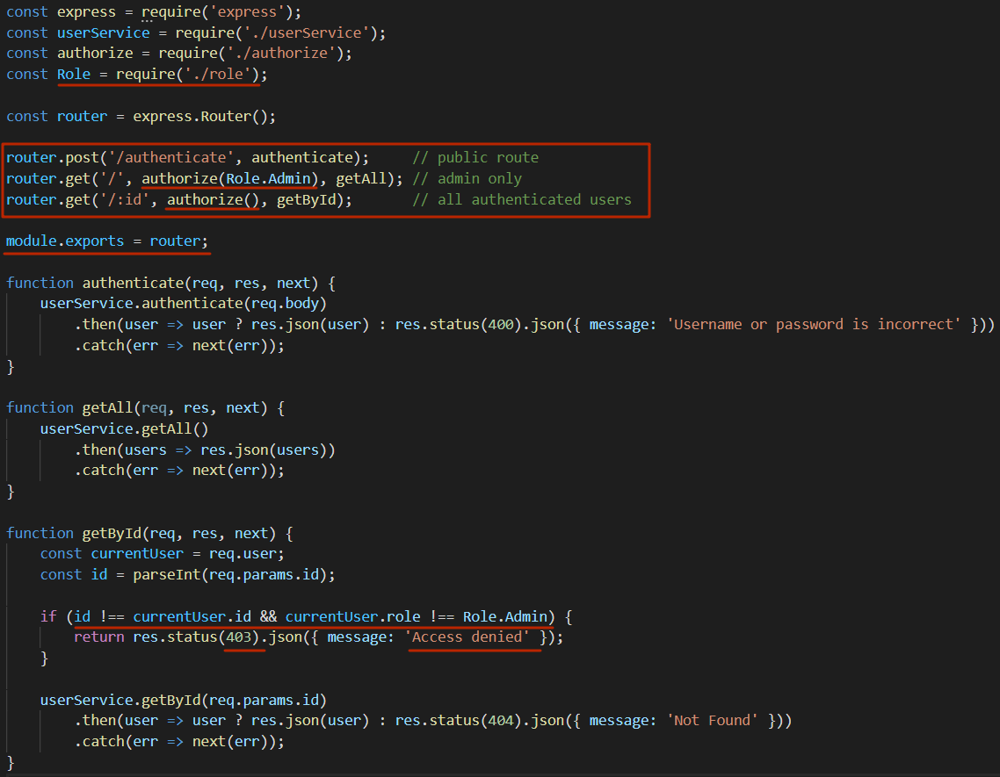 const express = require('express');
const userService = require('./userService');
const authorize = require('./authorize');
const Role = require('./role');
const router = express.Router();
router.post('/authenticate', authenticate);     // public route
router.get('/', authorize(Role.Admin), getAll); // admin only
router.get('/:id', authorize(), getById);       // all authenticated users
module.exports = router;
function authenticate(req, res, next) {
    userService.authenticate(req.body)
        .then(user => user ? res.json(user) : res.status(400).json({ message: 'Username or password is incorrect' }))
        .catch(err => next(err));
}
function getAll(req, res, next) {
    userService.getAll()
        .then(users => res.json(users))
        .catch(err => next(err));
}
function getById(req, res, next) {
    const currentUser = req.user;
    const id = parseInt(req.params.id);
    if (id !== currentUser.id && currentUser.role !== Role.Admin) {
        return res.status(403).json({ message: 'Access denied' });
    }
    userService.getById(req.params.id)
        .then(user => user ? res.json(user) : res.status(404).json({ message: 'Not Found' }))
        .catch(err => next(err));
}